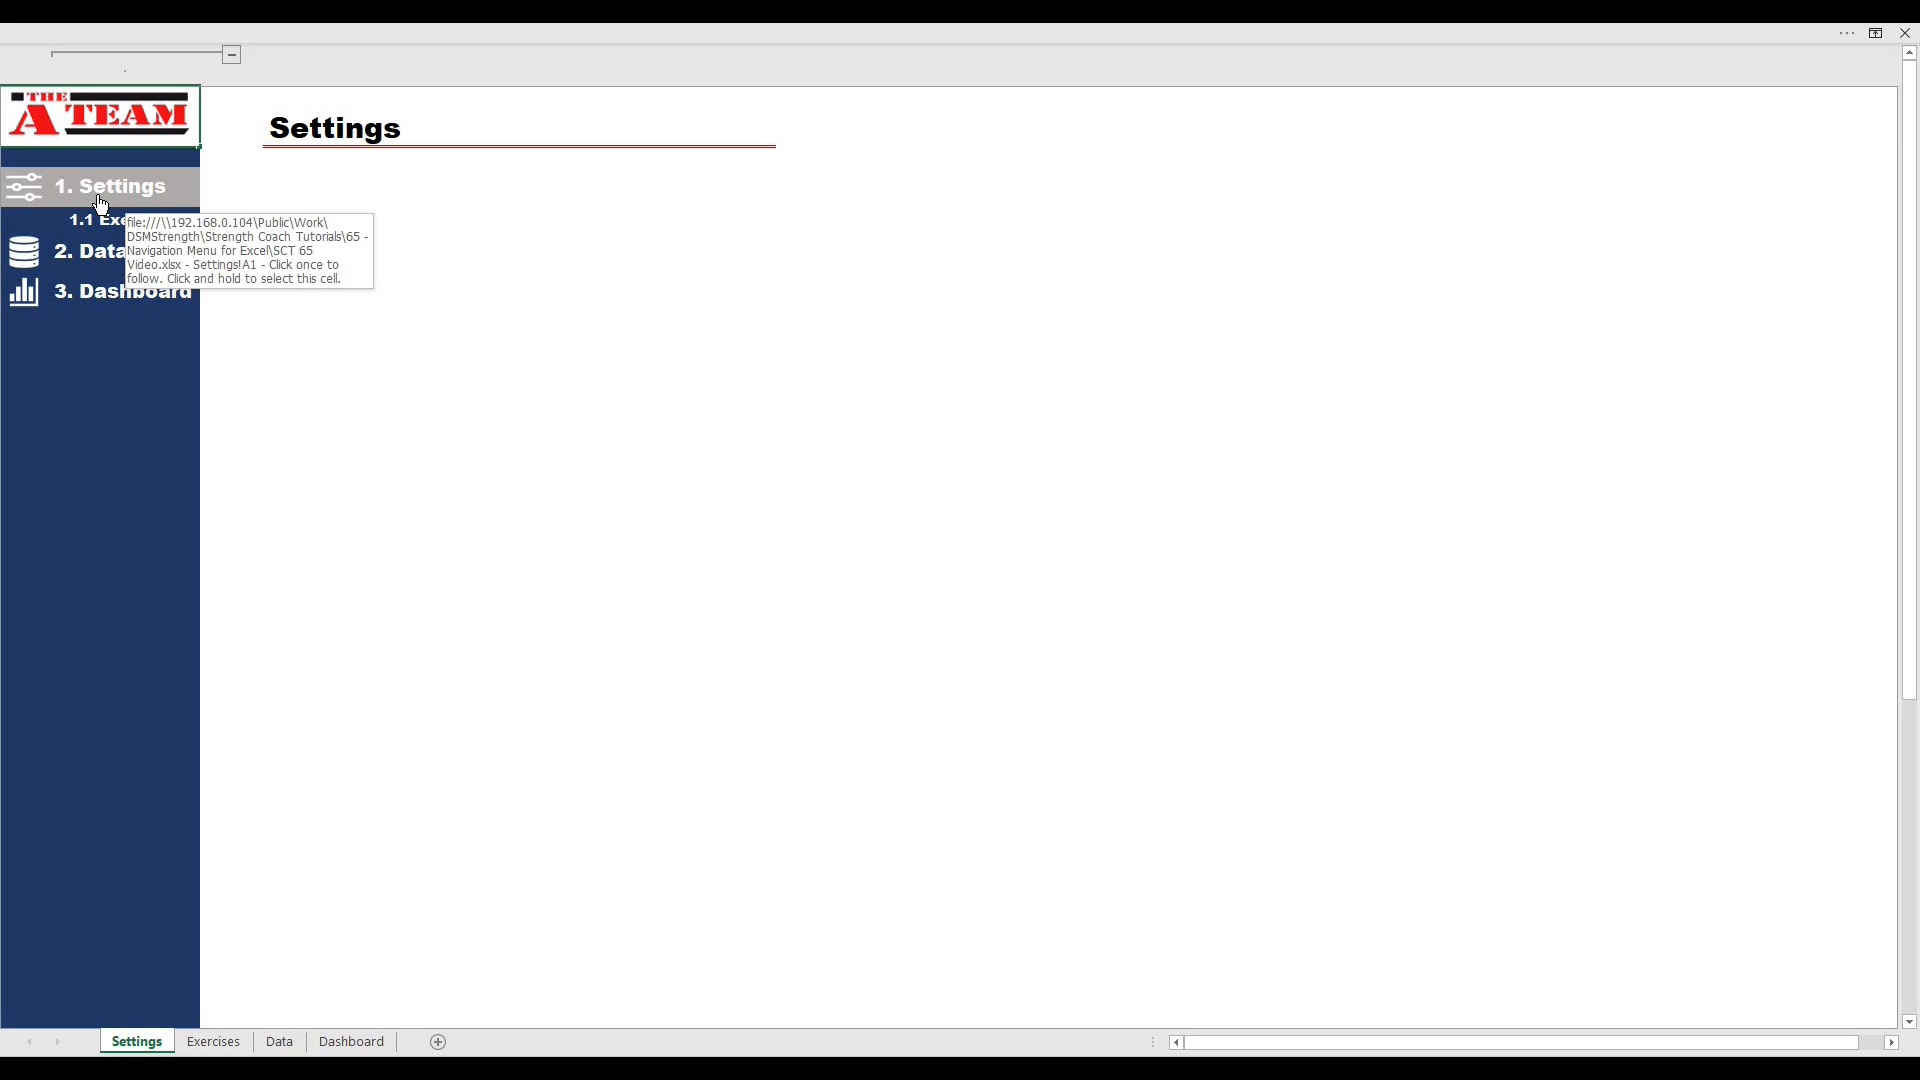 THE
A TEAM
Settings
1. Settings
1.1 Exe
file:///\\192.168.0.104\Public\Work\
DSMStrength\Strength Coach Tutorials\65 -
Navigation Menu for Excel\SCT 65
Video.xlsx - Settings!A1 - Click once to
follow. Click and hold to select this cell.
2. Data
3. Dashboard
Settings
Exercises
Data
Dashboard